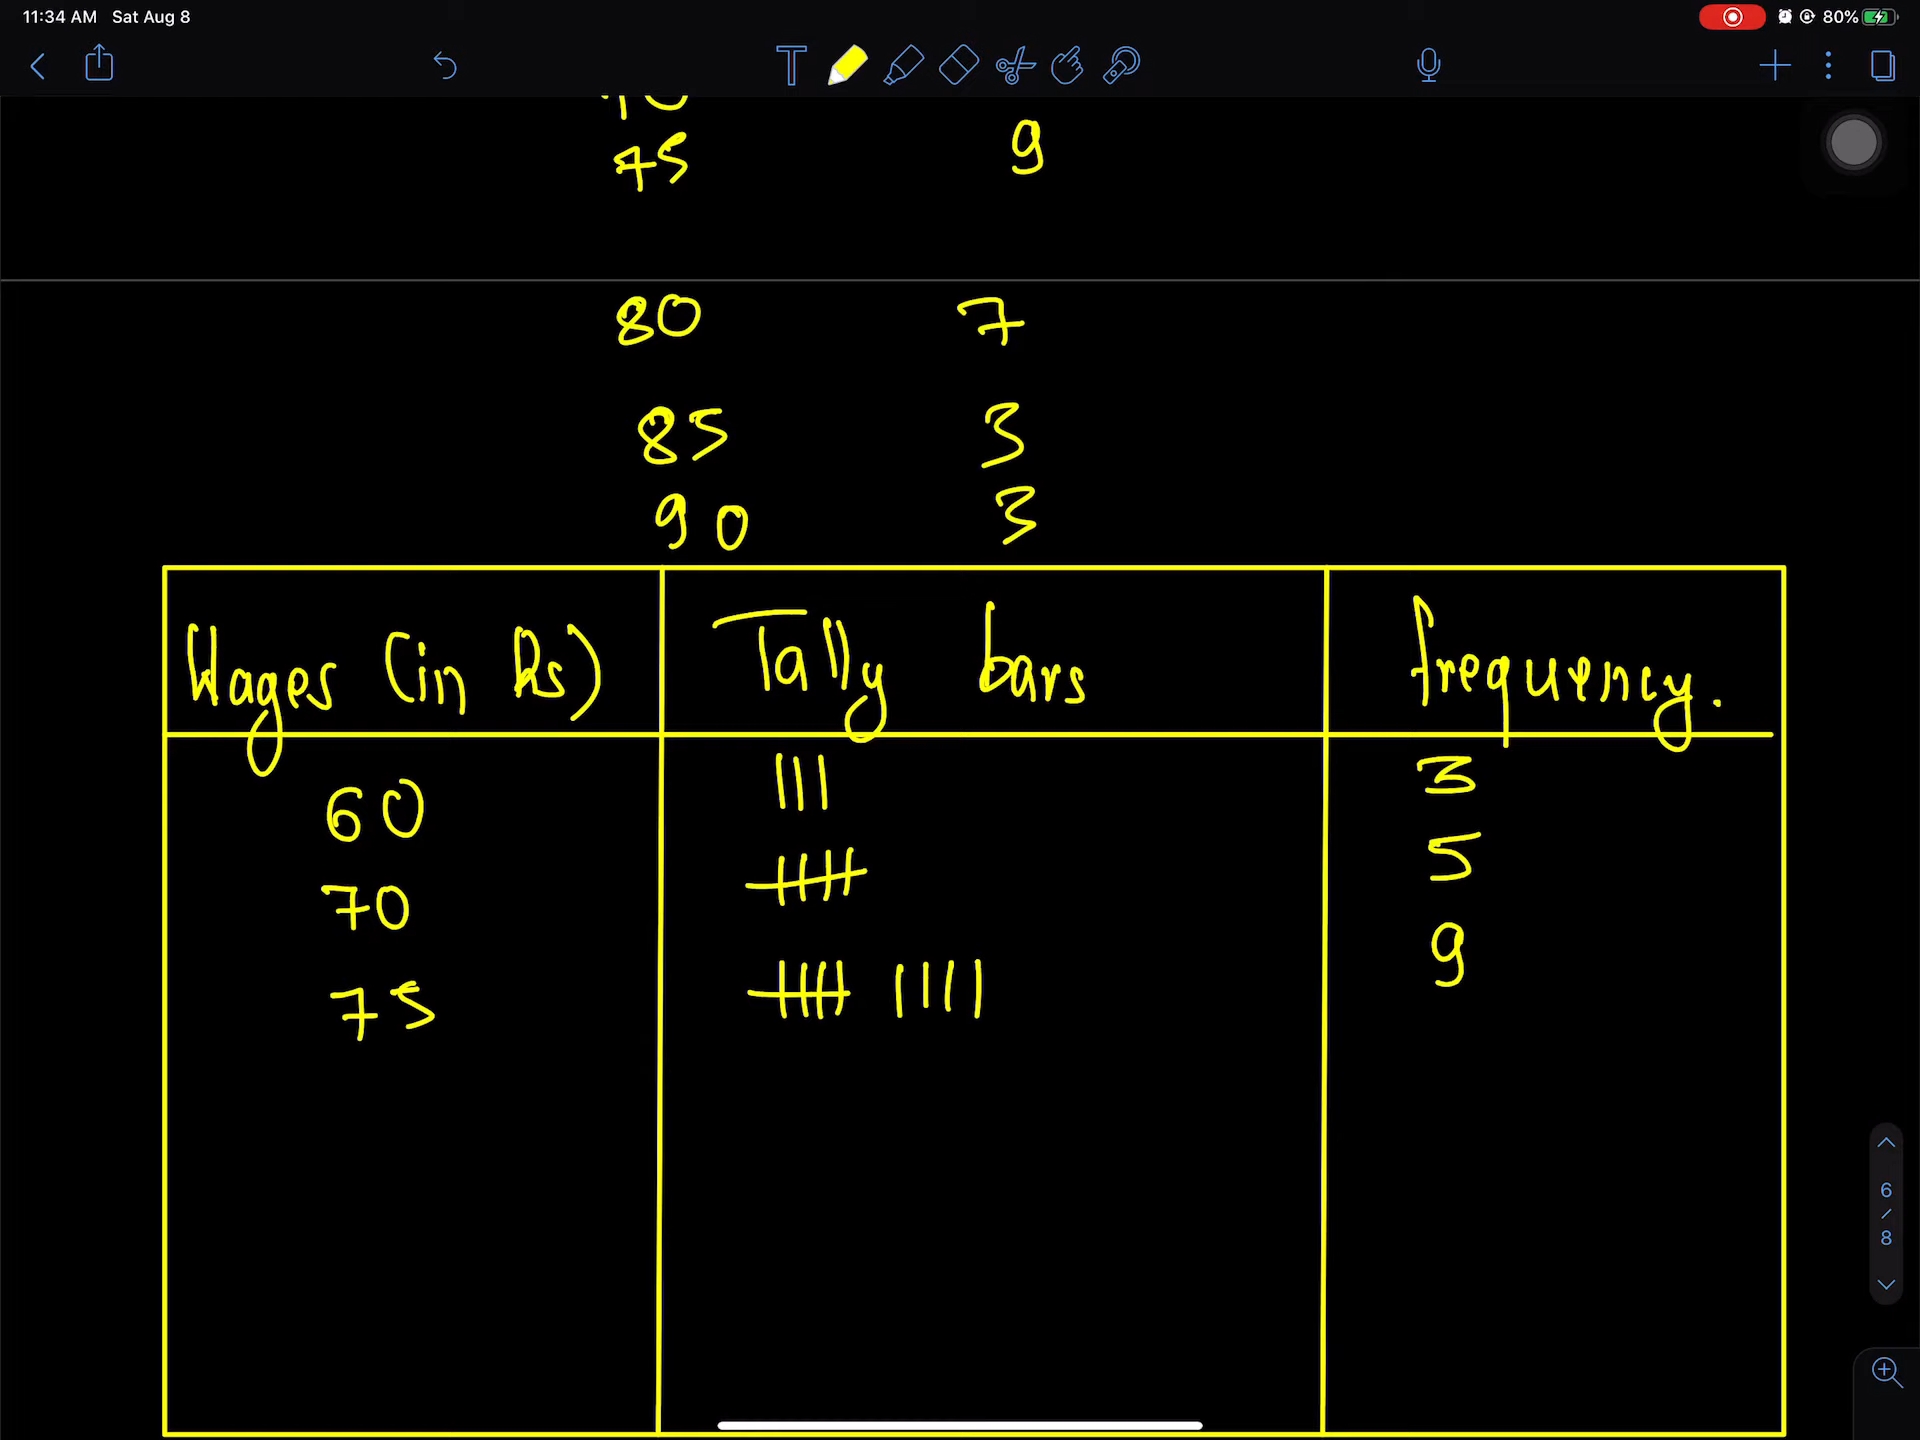 11:34 AM Sat Aug 8 80%
75 9
80 7
85 3
90 3
Wages (in Rs) Tally bars frequency.
60 ||| 3
70 5
75 |||| 9
6
/
8